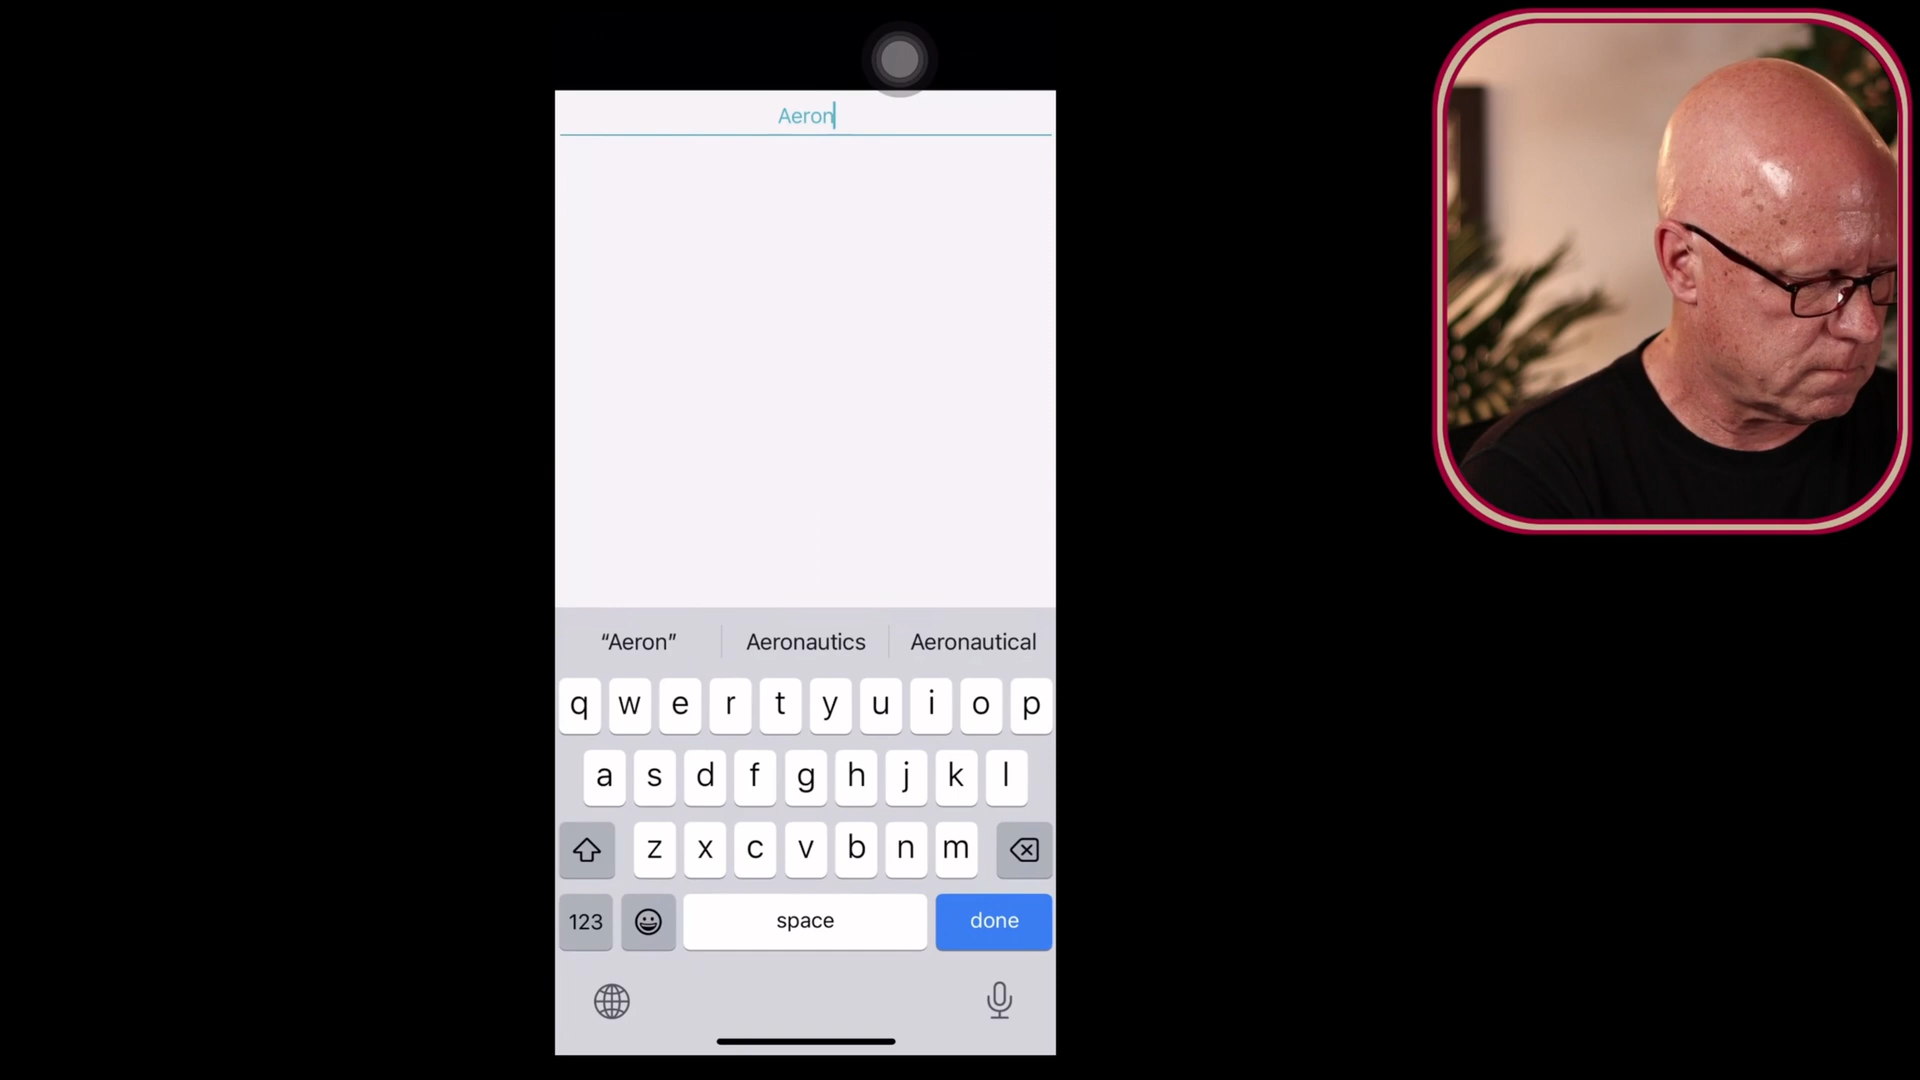 Aeron
“Aeron” Aeronautics Aeronautical
q w e r t y u i o p
a s d f g h j k l
z x c v b n m
123 space done